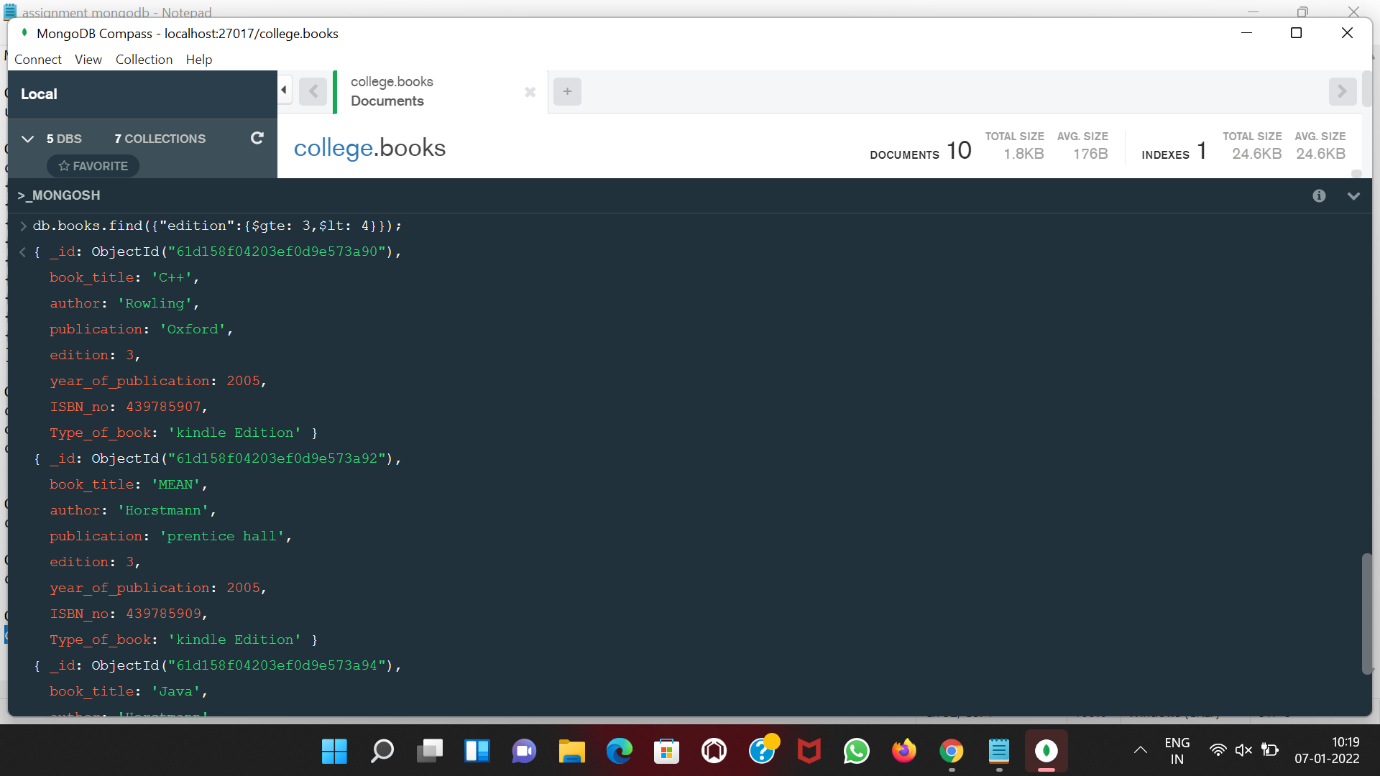 assignment mongodb - Notepad
MongoDB Compass - localhost:27017/college.books
Connect View Collection Help
Local
college.books
Documents
5 DBS 7 COLLECTIONS
FAVORITE
college.books
DOCUMENTS 10
TOTAL SIZE AVG. SIZE
1.8KB 176B
INDEXES 1
TOTAL SIZE AVG. SIZE
24.6KB 24.6KB
>_MONGOSH
> db.books.find({"edition":{$gte: 3,$lt: 4}});
< { _id: ObjectId("61d158f04203ef0d9e573a90"),
book_title: 'C++',
author: 'Rowling',
publication: 'Oxford',
edition: 3,
year_of_publication: 2005,
ISBN_no: 439785907,
Type_of_book: 'kindle Edition' }
{ _id: ObjectId("61d158f04203ef0d9e573a92"),
book_title: 'MEAN',
author: 'Horstmann',
publication: 'prentice hall',
edition: 3,
year_of_publication: 2005,
ISBN_no: 439785909,
Type_of_book: 'kindle Edition' }
{ _id: ObjectId("61d158f04203ef0d9e573a94"),
book_title: 'Java',
author: 'Horstmann'
ENG
IN
10:19
07-01-2022